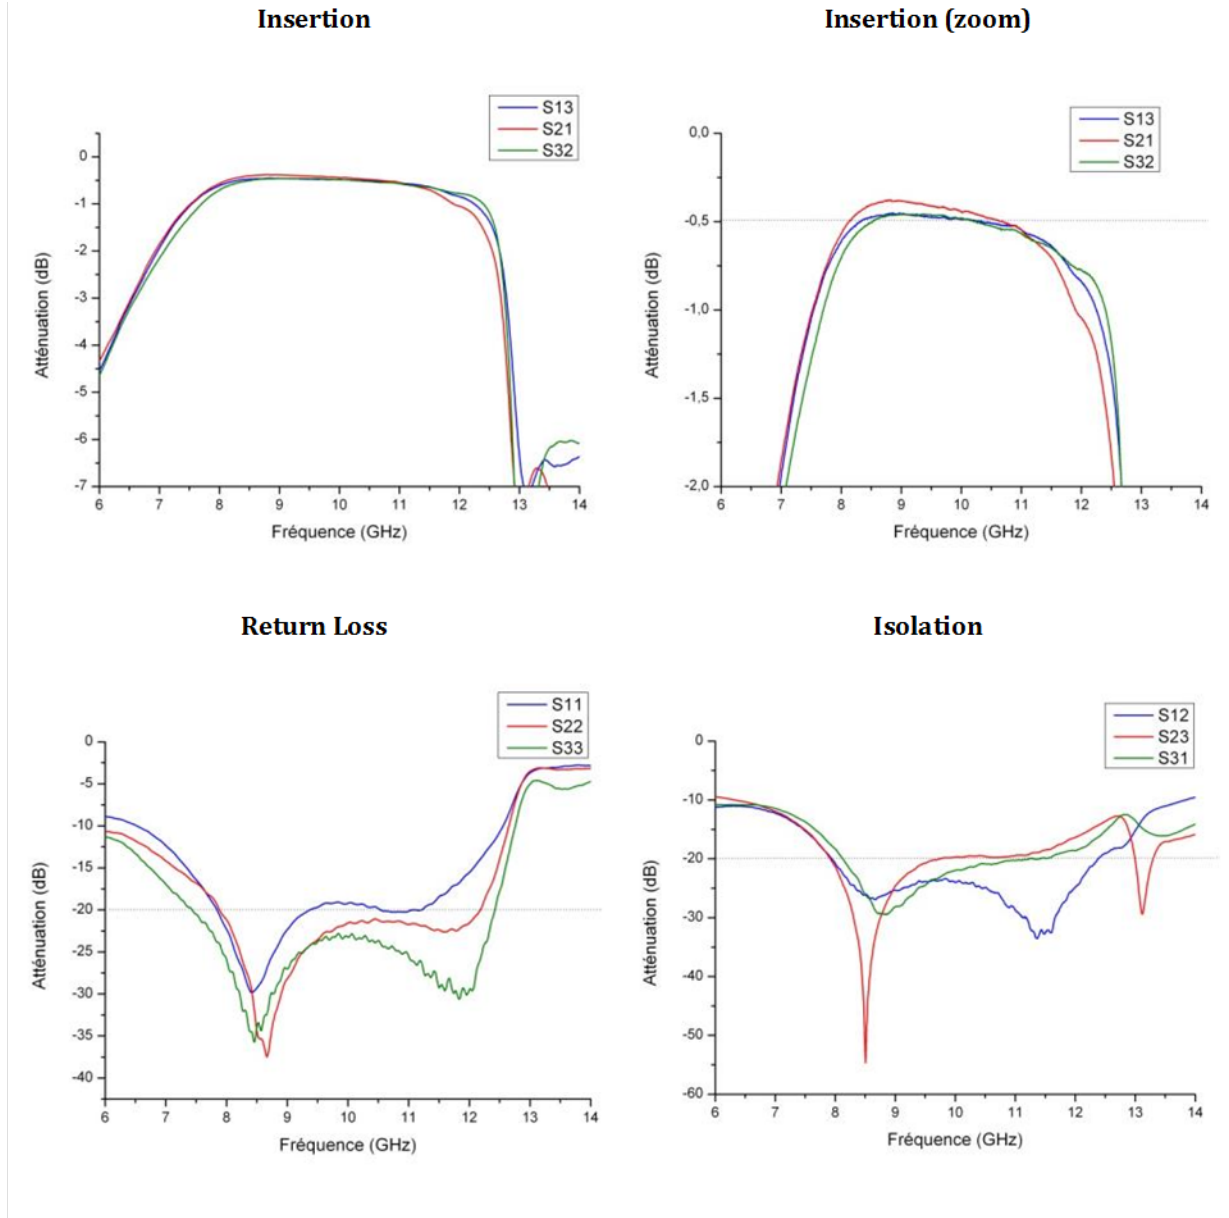 Insertion
Insertion (zoom)
S13
S21
S32
0
-1
-2
-3
-4
-5
-6
-7
6 7 8 9 10 11 12 13 14
Atténuation (dB)
Fréquence (GHz)
S13
S21
S32
0,0
-0,5
-1,0
-1,5
-2,0
6 7 8 9 10 11 12 13 14
Atténuation (dB)
Fréquence (GHz)
Return Loss
Isolation
S11
S22
S33
0
-5
-10
-15
-20
-25
-30
-35
-40
6 7 8 9 10 11 12 13 14
Atténuation (dB)
Fréquence (GHz)
S12
S23
S31
0
-10
-20
-30
-40
-50
-60
6 7 8 9 10 11 12 13 14
Atténuation (dB)
Fréquence (GHz)